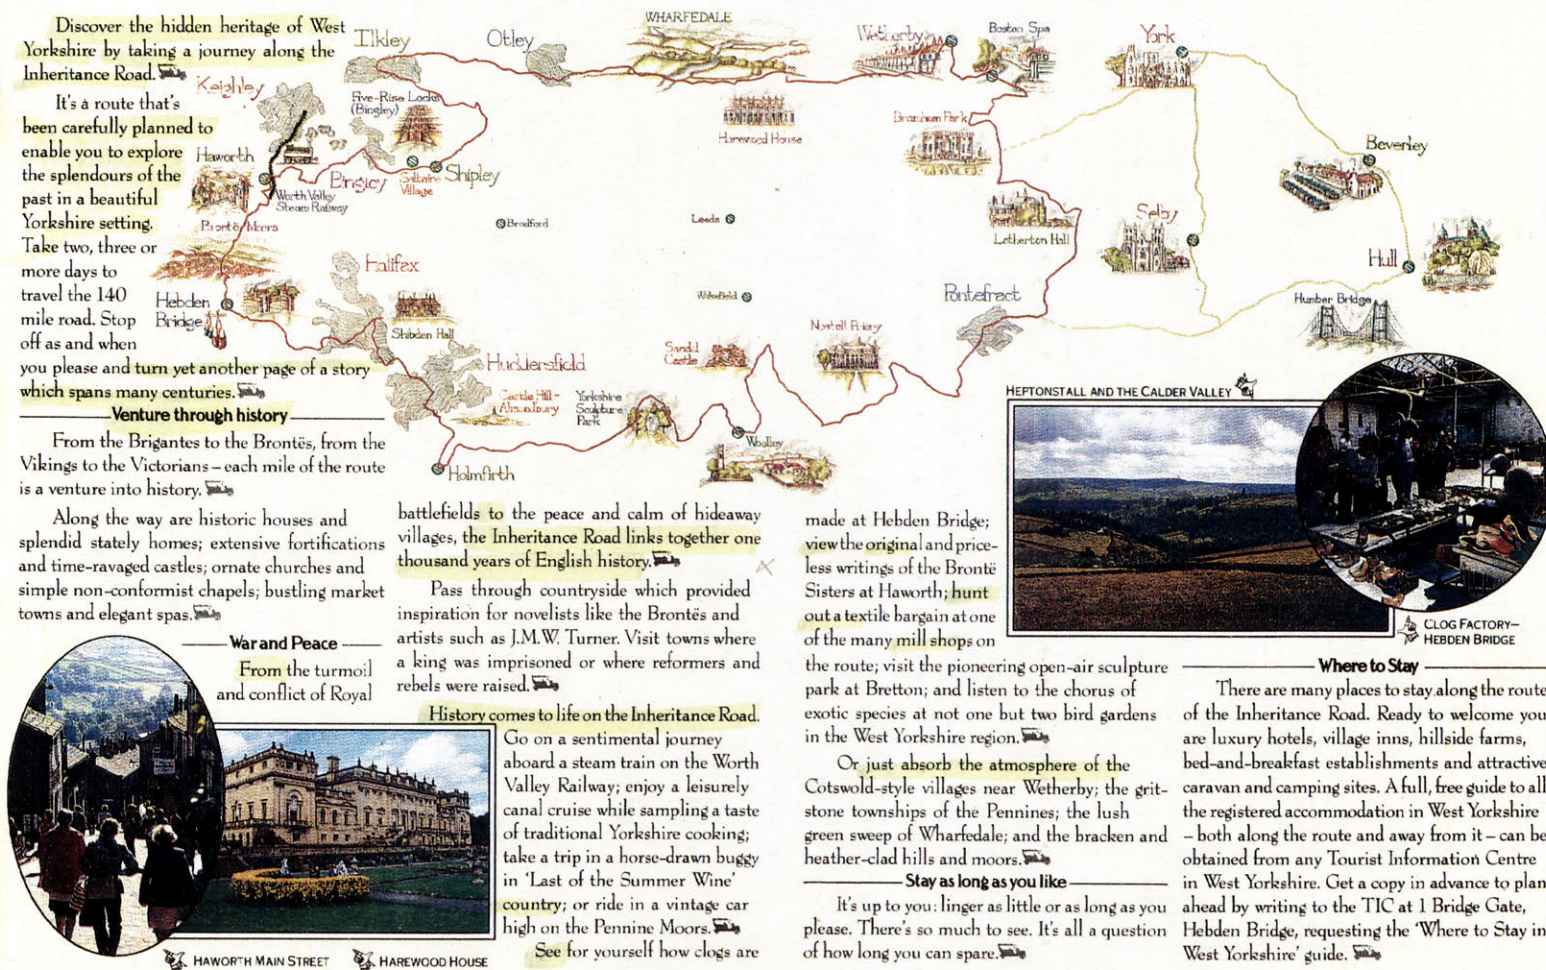 Discover the hidden heritage of West
Yorkshire by taking a journey along the
Inheritance Road.
It's a route that's
been carefully planned to
enable you to explore
the splendours of the
past in a beautiful
Yorkshire setting.
Take two, three or
more days to
travel the 140
mile road. Stop
off as and when
you please and turn yet another page of a story
which spans many centuries.
Venture through history
From the Brigantes to the Brontës, from the
Vikings to the Victorians – each mile of the route
is a venture into history.
Along the way are historic houses and
splendid stately homes; extensive fortifications
and time-ravaged castles; ornate churches and
simple non-conformist chapels; bustling market
towns and elegant spas.
War and Peace
From the turmoil
and conflict of Royal
HAWORTH MAIN STREET
HAREWOOD HOUSE
battlefields to the peace and calm of hideaway
villages, the Inheritance Road links together one
thousand years of English history.
Pass through countryside which provided
inspiration for novelists like the Brontës and
artists such as J.M.W. Turner. Visit towns where
a king was imprisoned or where reformers and
rebels were raised.
History comes to life on the Inheritance Road.
Go on a sentimental journey
aboard a steam train on the Worth
Valley Railway; enjoy a leisurely
canal cruise while sampling a taste
of traditional Yorkshire cooking;
take a trip in a horse-drawn buggy
in 'Last of the Summer Wine'
country; or ride in a vintage car
high on the Pennine Moors.
See for yourself how clogs are
made at Hebden Bridge;
view the original and price-
less writings of the Brontë
Sisters at Haworth; hunt
out a textile bargain at one
of the many mill shops on
the route; visit the pioneering open-air sculpture
park at Bretton; and listen to the chorus of
exotic species at not one but two bird gardens
in the West Yorkshire region.
Or just absorb the atmosphere of the
Cotswold-style villages near Wetherby; the grit-
stone townships of the Pennines; the lush
green sweep of Wharfedale; and the bracken and
heather-clad hills and moors.
Stay as long as you like
It's up to you: linger as little or as long as you
please. There's so much to see. It's all a question
of how long you can spare.
HEPTONSTALL AND THE CALDER VALLEY
CLOG FACTORY–
HEBDEN BRIDGE
Where to Stay
There are many places to stay along the route
of the Inheritance Road. Ready to welcome you
are luxury hotels, village inns, hillside farms,
bed-and-breakfast establishments and attractive
caravan and camping sites. A full, free guide to all
the registered accommodation in West Yorkshire
– both along the route and away from it – can be
obtained from any Tourist Information Centre
in West Yorkshire. Get a copy in advance to plan
ahead by writing to the TIC at 1 Bridge Gate,
Hebden Bridge, requesting the 'Where to Stay in
West Yorkshire' guide.
Ilkley
Otley
WHARFEDALE
Wetherby
Boston Spa
York
Keighley
Five-Rise Locks
(Bingley)
Harewood House
Bramham Park
Beverley
Haworth
Worth Valley
Steam Railway
Bingley
Saltaire
Village
Shipley
Bradford
Leeds
Lotherton Hall
Selby
Hull
Brontë Moors
Halifax
Hebden
Bridge
Shibden Hall
Wakefield
Pontefract
Humber Bridge
Huddersfield
Sandal
Castle
Nostell Priory
Castle Hill –
Almondbury
Yorkshire
Sculpture
Park
Woolley
Holmfirth